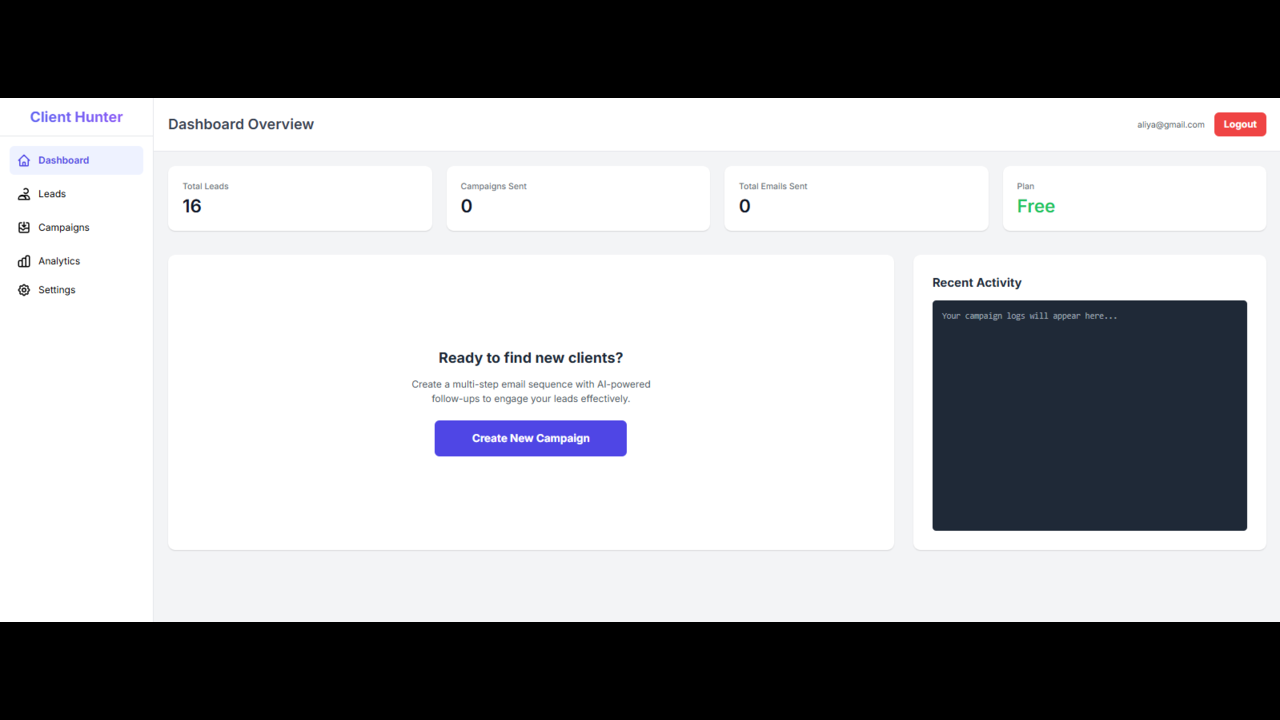 Client Hunter
Dashboard
Leads
Campaigns
Analytics
Settings
Dashboard Overview
aliya@gmail.com
Logout
Total Leads
16
Campaigns Sent
0
Total Emails Sent
0
Plan
Free
Ready to find new clients?
Create a multi-step email sequence with AI-powered
follow-ups to engage your leads effectively.
Create New Campaign
Recent Activity
Your campaign logs will appear here...